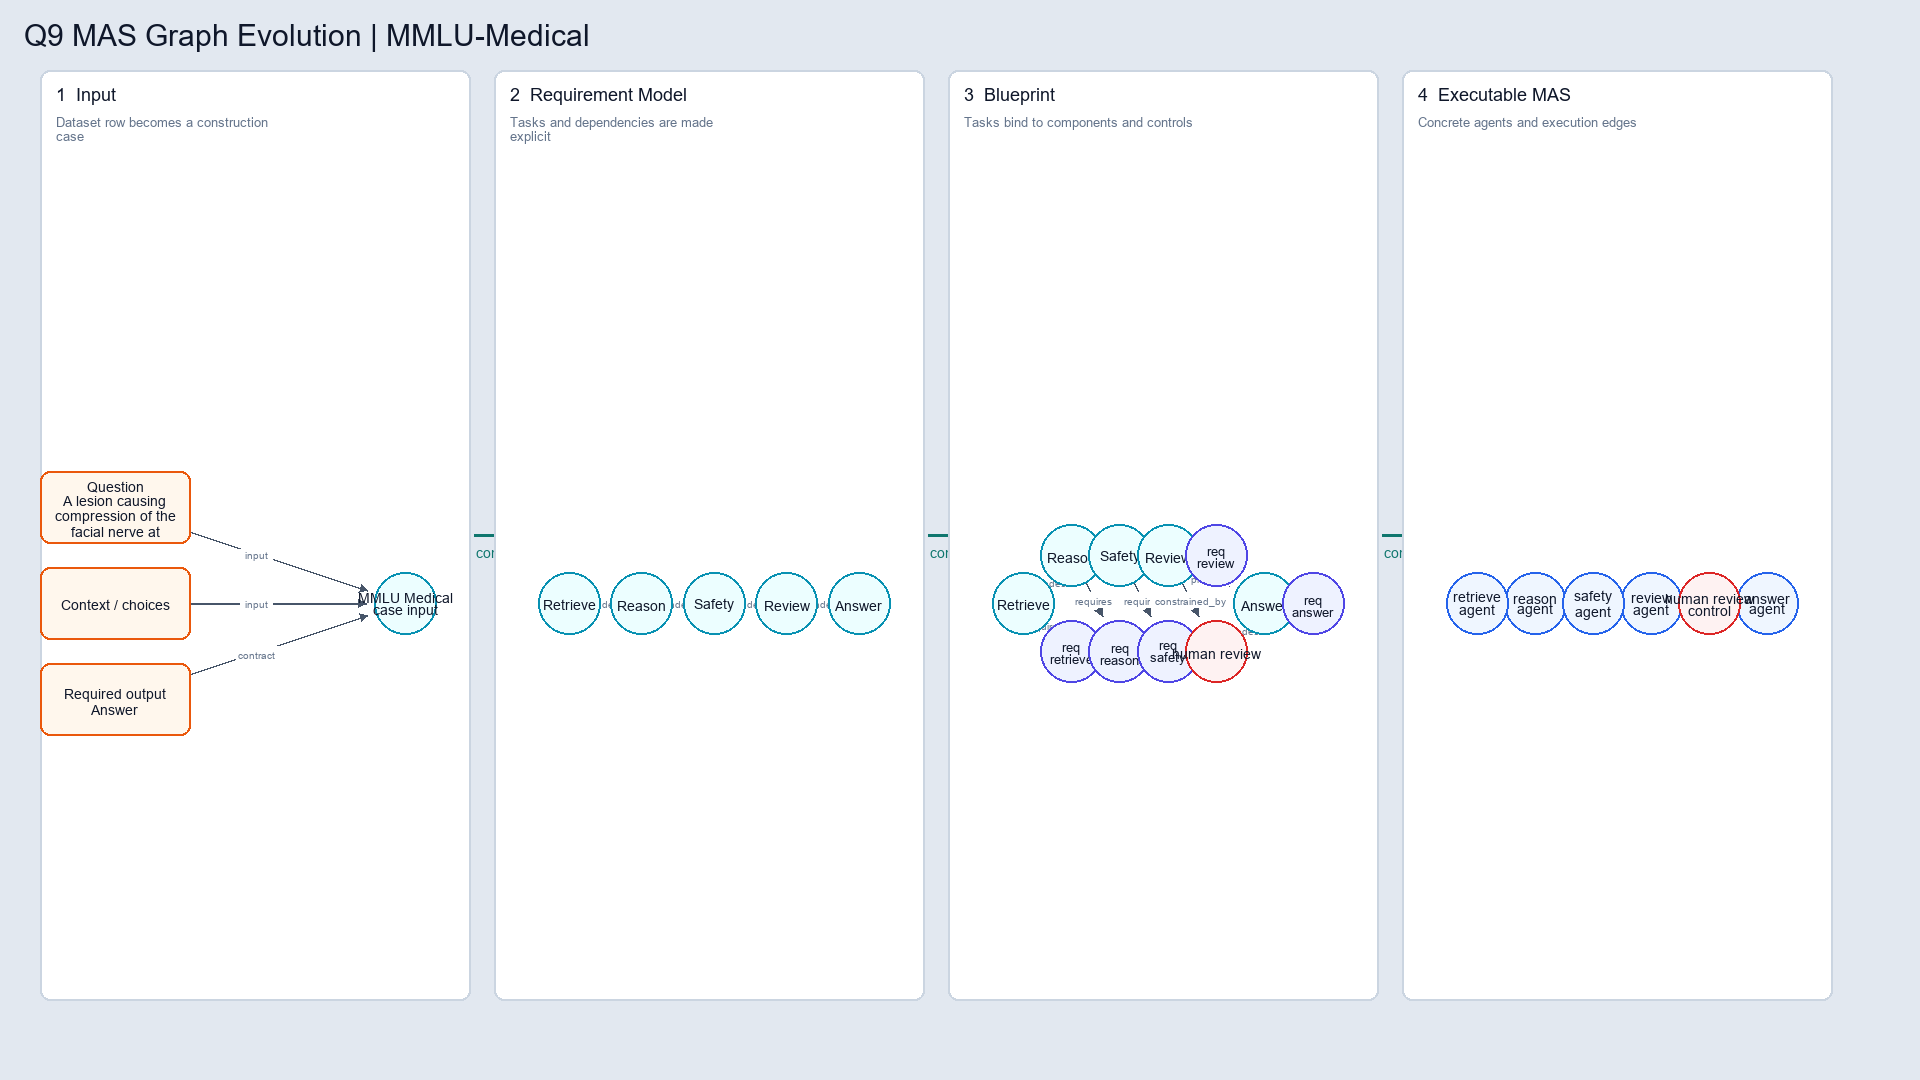 Q9 MAS Graph Evolution | MMLU-Medical
1 Input
Dataset row becomes a construction
case
Question
A lesion causing
compression of the
facial nerve at
Context / choices
Required output
Answer
input
input
contract
MMLU Medical
case input
2 Requirement Model
Tasks and dependencies are made
explicit
Retrieve
Reason
Safety
Review
Answer
3 Blueprint
Tasks bind to components and controls
Safety
req
review
Retrieve
requires
constrained_by
req
answer
req
req
reason
req
human review
4 Executable MAS
Concrete agents and execution edges
retrieve
agent
reason
agent
safety
agent
review
agent
human review
control
answer
agent